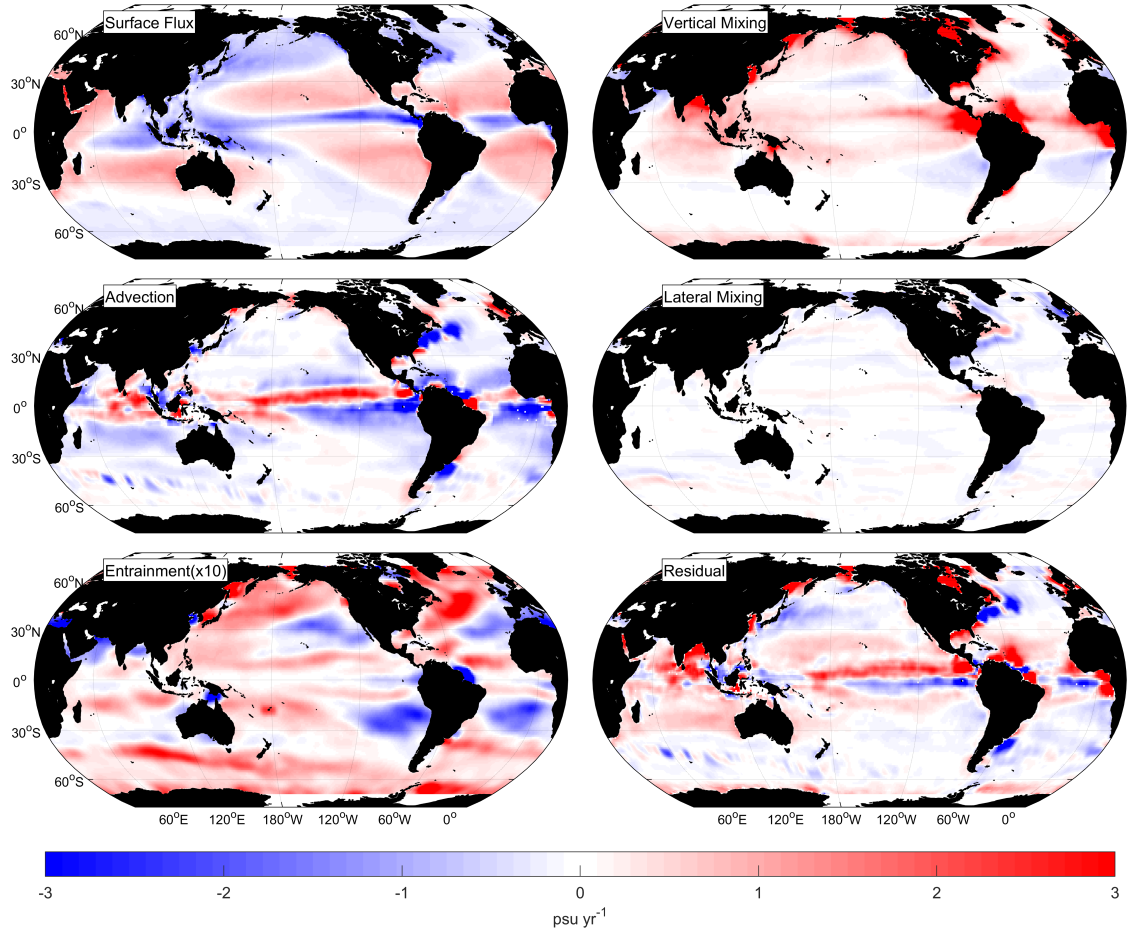 Surface Flux
Vertical Mixing
60°N
30°N
0°
30°S
60°S
Advection
Lateral Mixing
60°N
30°N
0°
30°S
60°S
Entrainment(x10)
Residual
60°N
30°N
0°
30°S
60°S
60°E 120°E 180°W 120°W 60°W 0°
60°E 120°E 180°W 120°W 60°W 0°
-3 -2 -1 0 1 2 3
psu yr⁻¹